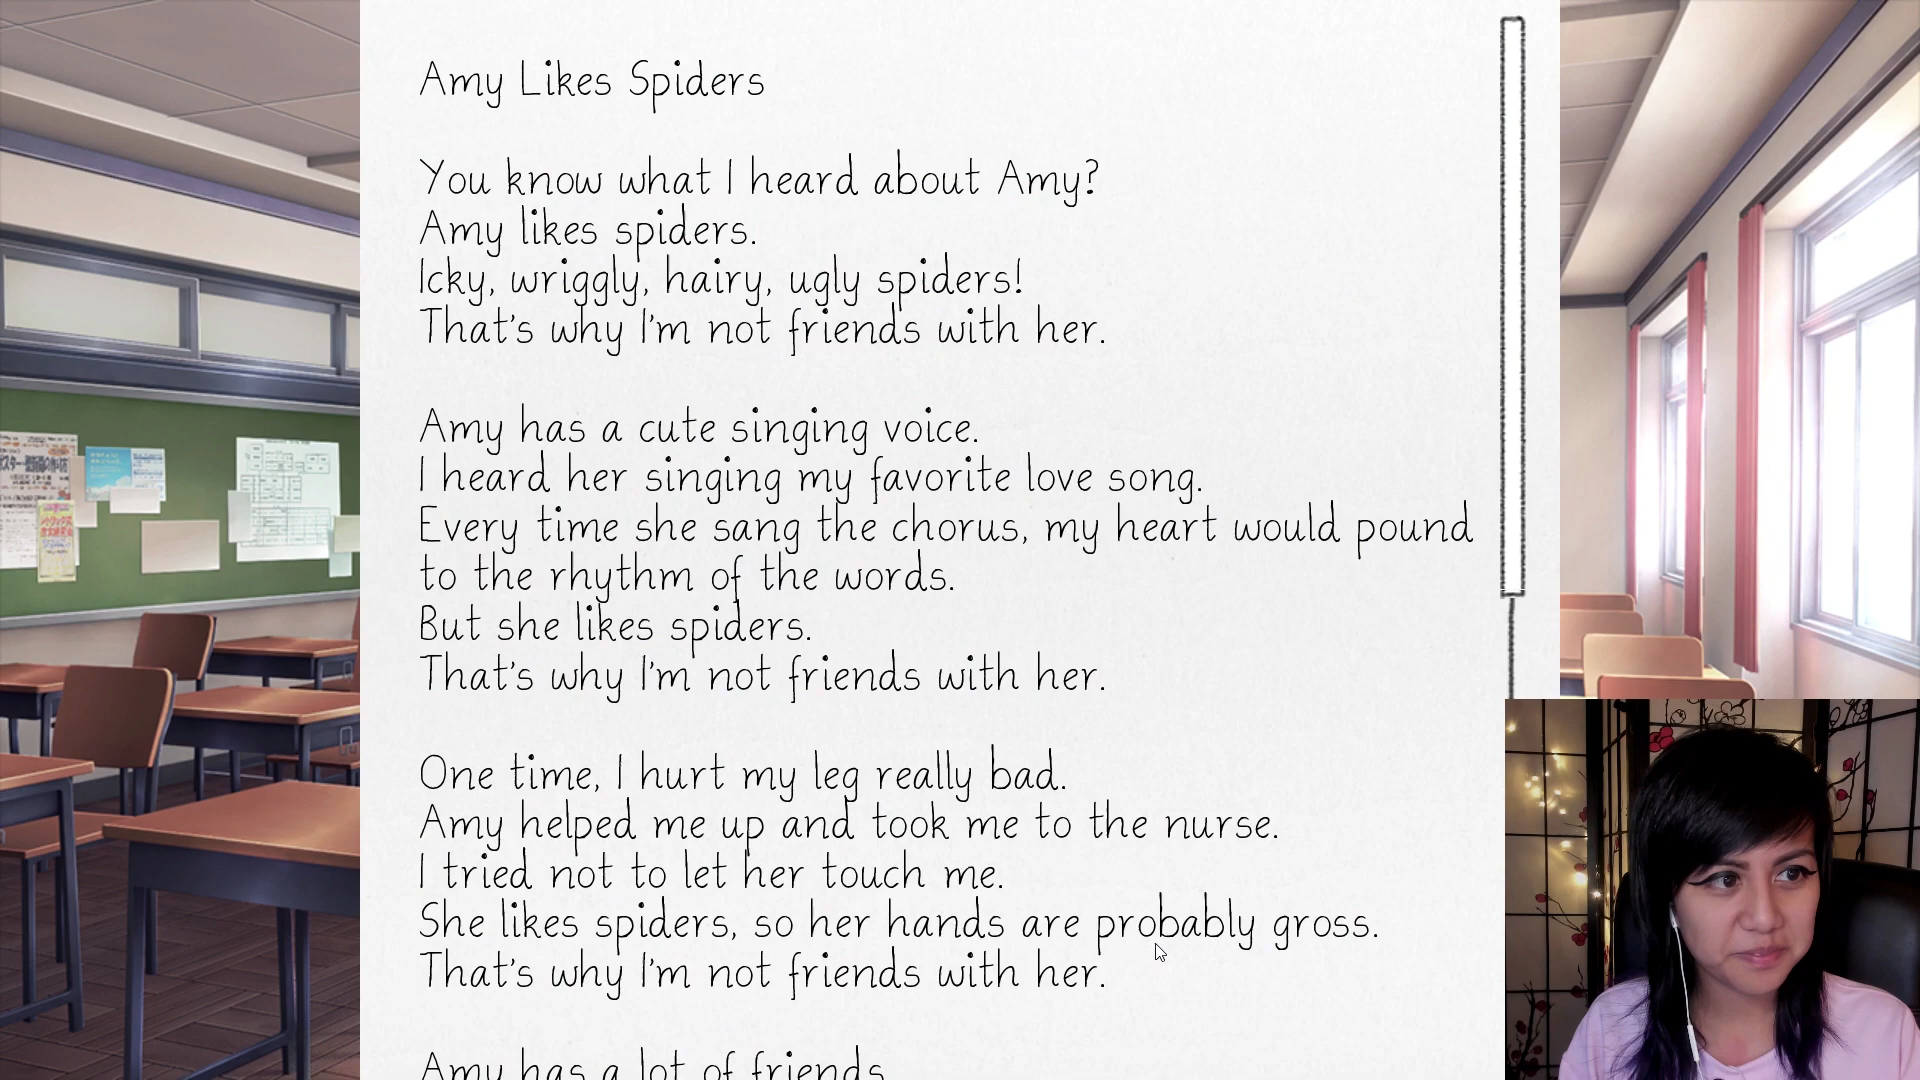 Amy Likes Spiders
You know what I heard about Amy?
Amy likes spiders.
Icky, wriggly, hairy, ugly spiders!
That's why I'm not friends with her.
Amy has a cute singing voice.
I heard her singing my favorite love song.
Every time she sang the chorus, my heart would pound
to the rhythm of the words.
But she likes spiders.
That's why I'm not friends with her.
One time, I hurt my leg really bad.
Amy helped me up and took me to the nurse.
I tried not to let her touch me.
She likes spiders, so her hands are probably gross.
That's why I'm not friends with her.
Amy has a lot of friends